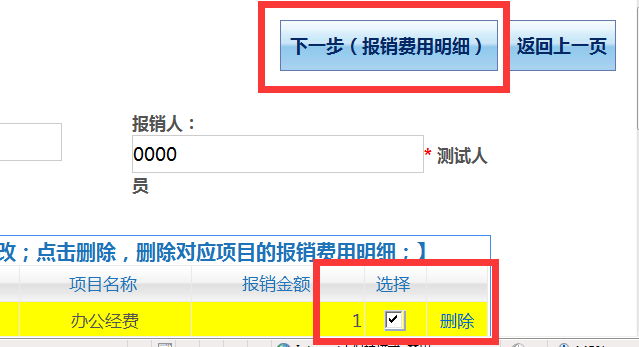 下一步（报销费用明细） 返回上一页
报销人：
0000 * 测试人
员
改；点击删除，删除对应项目的报销费用明细；】
项目名称 报销金额 选择
办公经费 1 删除